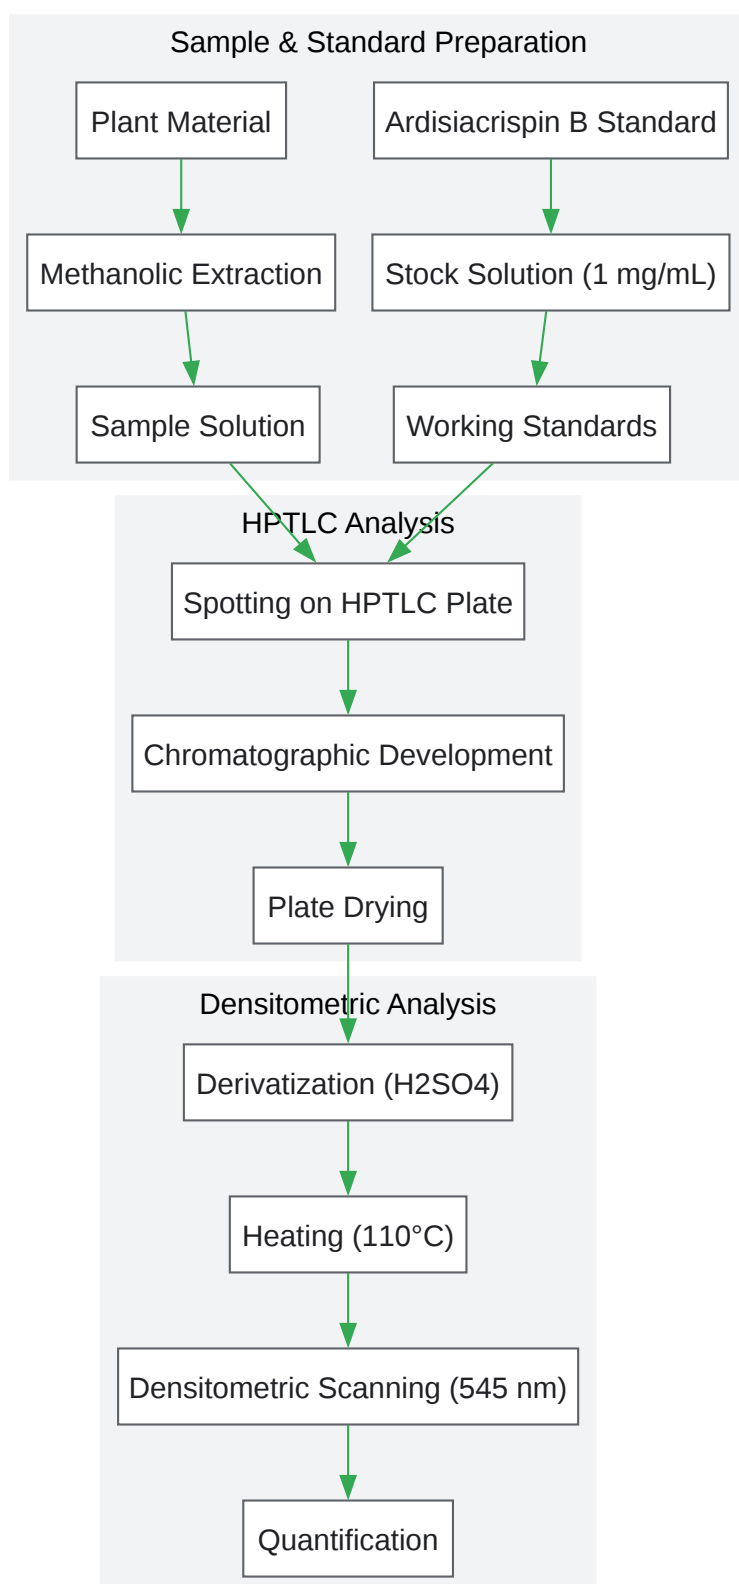 Sample & Standard Preparation
Plant Material
Ardisiacrispin B Standard
Methanolic Extraction
Stock Solution (1 mg/mL)
Sample Solution
Working Standards
HPTLC Analysis
Spotting on HPTLC Plate
Chromatographic Development
Plate Drying
Densitometric Analysis
Derivatization (H2SO4)
Heating (110°C)
Densitometric Scanning (545 nm)
Quantification